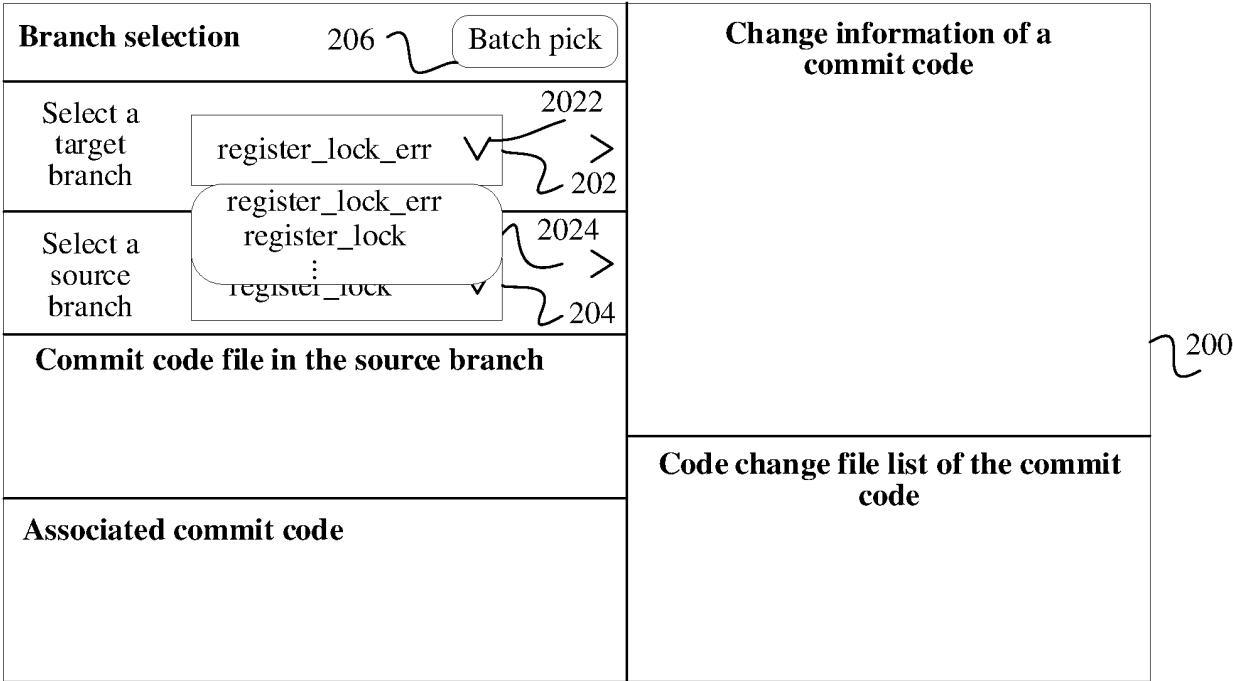 Branch selection
206
Batch pick
Select a
target
branch
register_lock_err
2022
202
register_lock_err
register_lock
⋮
2024
Select a
source
branch
register_lock
204
Commit code file in the source branch
Associated commit code
Change information of a
commit code
200
Code change file list of the commit
code